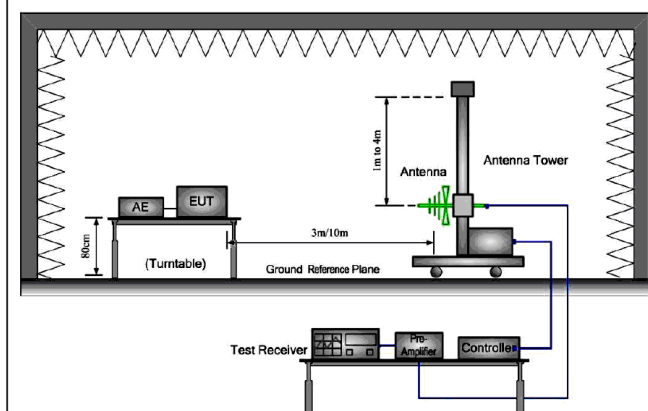 1m to 4m
Antenna
Antenna Tower
AE
EUT
80cm
3m/10m
(Turntable)
Ground Reference Plane
Test Receiver
Pre-
Amplifier
Controller